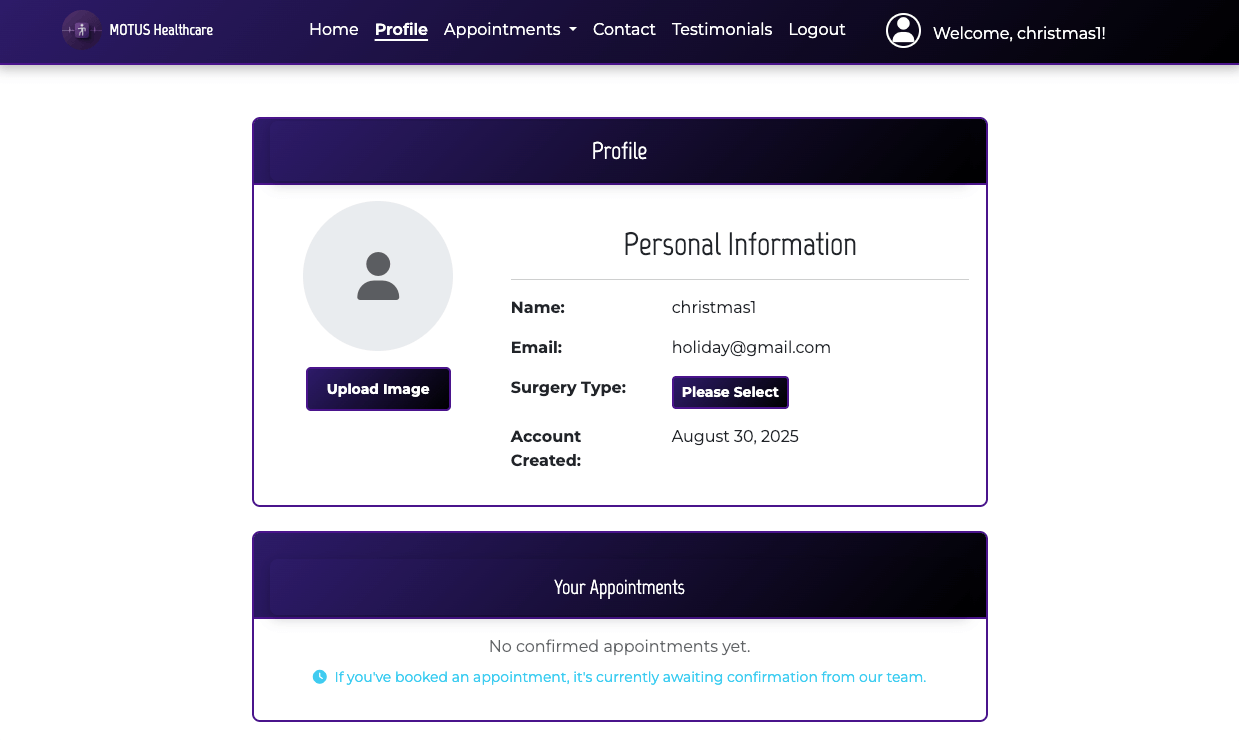 MOTUS Healthcare Home Profile Appointments Contact Testimonials Logout Welcome, christmas1!
Profile
Personal Information
Name: christmas1
Email: holiday@gmail.com
Upload Image
Surgery Type: Please Select
Account August 30, 2025
Created:
Your Appointments
No confirmed appointments yet.
If you've booked an appointment, it's currently awaiting confirmation from our team.